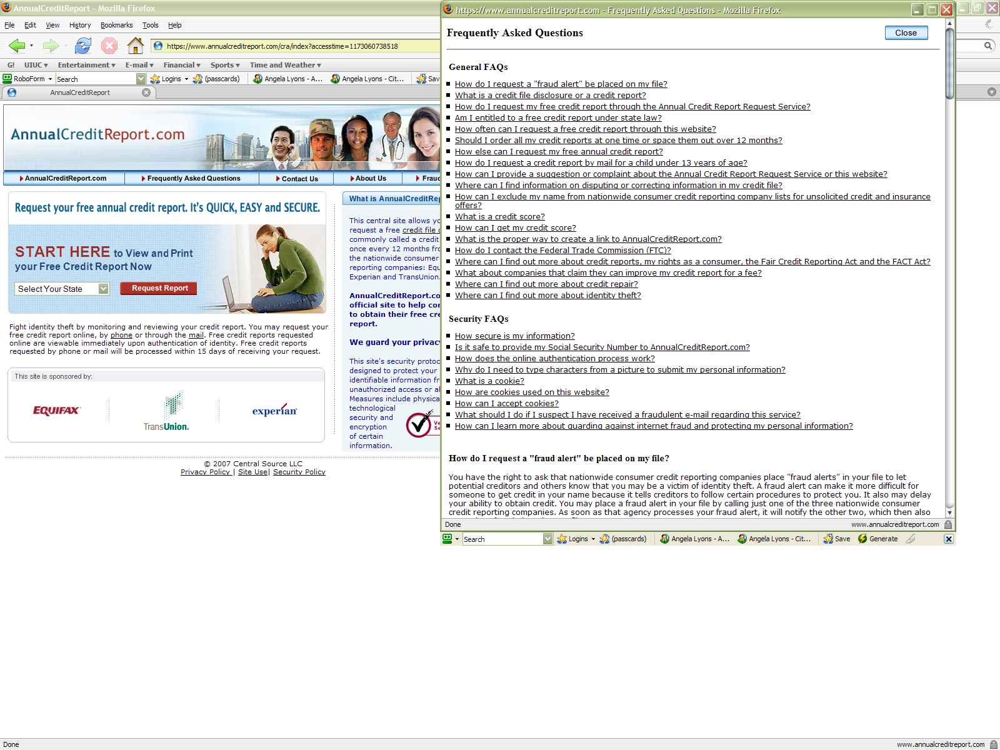 AnnualCreditReport - Mozilla Firefox
File Edit View History Bookmarks Tools Help
https://www.annualcreditreport.com/cra/index?accesstime=1173060738518
G! UIUC Entertainment E-mail Financial Sports Time and Weather
RoboForm Search Logins (passcards) Angela Lyons - A... Angela Lyons - Cit... Sav
AnnualCreditReport
AnnualCreditReport.com
AnnualCreditReport.com Frequently Asked Questions Contact Us About Us Frau
Request your free annual credit report. It's QUICK, EASY and SECURE.
START HERE to View and Print
your Free Credit Report Now
Select Your State Request Report
Fight identity theft by monitoring and reviewing your credit report. You may request your
free credit report online, by phone or through the mail. Free credit reports requested
online are viewable immediately upon authentication of identity. Free credit reports
requested by phone or mail will be processed within 15 days of receiving your request.
This site is sponsored by:
EQUIFAX
TransUnion.
experian
What is AnnualCreditRep
This central site allows yo
request a free credit file d
commonly called a credit
once every 12 months fro
the nationwide consumer
reporting companies: Equ
Experian and TransUnion.
AnnualCreditReport.co
official site to help con
to obtain their free cre
report.
We guard your privacy
This site's security protoc
designed to protect your
identifiable information fr
unauthorized access or al
Measures include physica
technological
security and
encryption
of certain
information.
Ve
Se
© 2007 Central Source LLC
Privacy Policy | Site Use| Security Policy
https://www.annualcreditreport.com - Frequently Asked Questions - Mozilla Firefox
Frequently Asked Questions
Close
General FAQs
How do I request a "fraud alert" be placed on my file?
What is a credit file disclosure or a credit report?
How do I request my free credit report through the Annual Credit Report Request Service?
Am I entitled to a free credit report under state law?
How often can I request a free credit report through this website?
Should I order all my credit reports at one time or space them out over 12 months?
How else can I request my free annual credit report?
How do I request a credit report by mail for a child under 13 years of age?
How can I provide a suggestion or complaint about the Annual Credit Report Request Service or this website?
Where can I find information on disputing or correcting information in my credit file?
How can I exclude my name from nationwide consumer credit reporting company lists for unsolicited credit and insurance
offers?
What is a credit score?
How can I get my credit score?
What is the proper way to create a link to AnnualCreditReport.com?
How do I contact the Federal Trade Commission (FTC)?
Where can I find out more about credit reports, my rights as a consumer, the Fair Credit Reporting Act and the FACT Act?
What about companies that claim they can improve my credit report for a fee?
Where can I find out more about credit repair?
Where can I find out more about identity theft?
Security FAQs
How secure is my information?
Is it safe to provide my Social Security Number to AnnualCreditReport.com?
How does the online authentication process work?
Why do I need to type characters from a picture to submit my personal information?
What is a cookie?
How are cookies used on this website?
How can I accept cookies?
What should I do if I suspect I have received a fraudulent e-mail regarding this service?
How can I learn more about guarding against internet fraud and protecting my personal information?
How do I request a "fraud alert" be placed on my file?
You have the right to ask that nationwide consumer credit reporting companies place "fraud alerts" in your file to let
potential creditors and others know that you may be a victim of identity theft. A fraud alert can make it more difficult for
someone to get credit in your name because it tells creditors to follow certain procedures to protect you. It also may delay
your ability to obtain credit. You may place a fraud alert in your file by calling just one of the three nationwide consumer
credit reporting companies. As soon as that agency processes your fraud alert, it will notify the other two, which then also
Done www.annualcreditreport.com
Search Logins (passcards) Angela Lyons - A... Angela Lyons - Cit... Save Generate
Done www.annualcreditreport.com